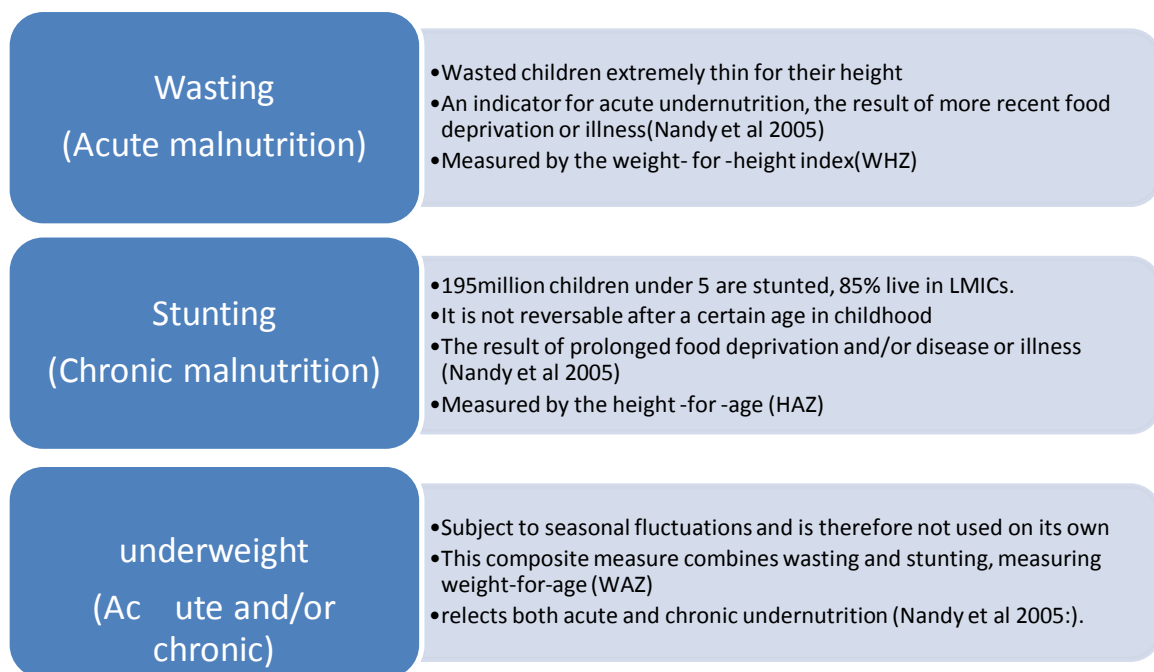 Wasting
(Acute malnutrition)
•Wasted children extremely thin for their height
•An indicator for acute undernutrition, the result of more recent food
deprivation or illness(Nandy et al 2005)
•Measured by the weight- for -height index(WHZ)
Stunting
(Chronic malnutrition)
•195million children under 5 are stunted, 85% live in LMICs.
•It is not reversable after a certain age in childhood
•The result of prolonged food deprivation and/or disease or illness
(Nandy et al 2005)
•Measured by the height -for -age (HAZ)
underweight
(Ac ute and/or
chronic)
•Subject to seasonal fluctuations and is therefore not used on its own
•This composite measure combines wasting and stunting, measuring
weight-for-age (WAZ)
•relects both acute and chronic undernutrition (Nandy et al 2005:).